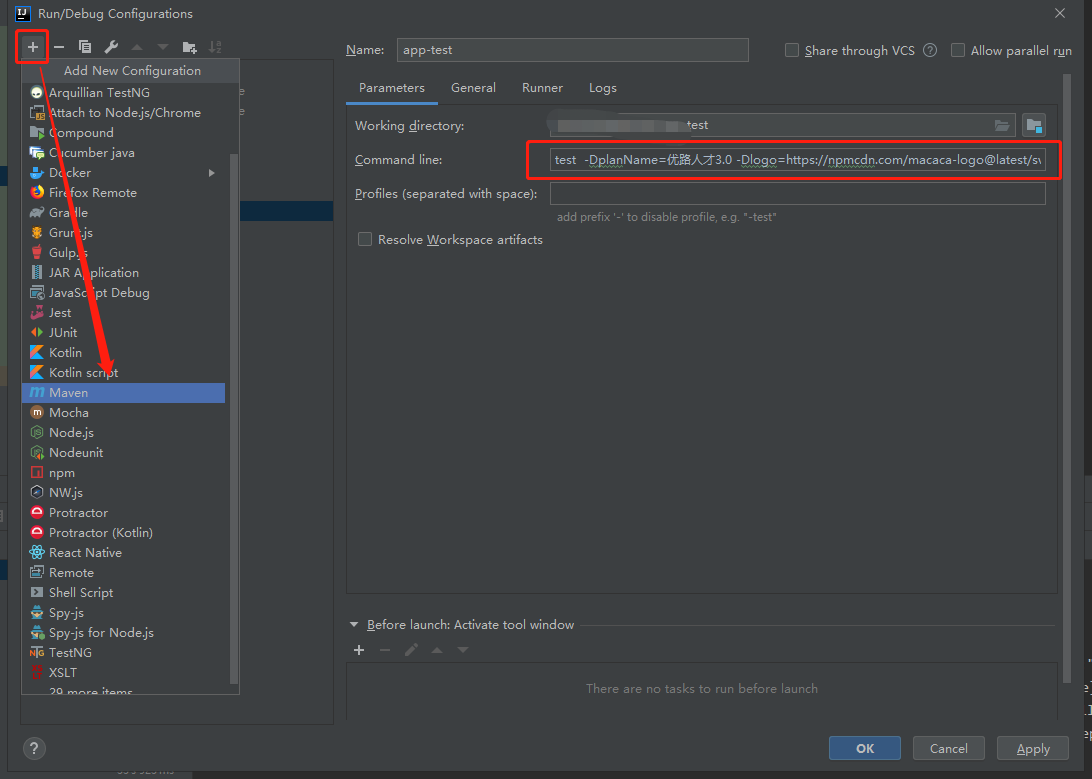 Run/Debug Configurations
Name: app-test
Share through VCS
Allow parallel run
Add New Configuration
Arquillian TestNG
Attach to Node.js/Chrome
Compound
Cucumber java
Docker
Firefox Remote
Gradle
Grunt.js
Gulp.js
JAR Application
JavaScript Debug
Jest
JUnit
Kotlin
Kotlin script
Maven
Mocha
Node.js
Nodeunit
npm
NW.js
Protractor
Protractor (Kotlin)
React Native
Remote
Shell Script
Spy-js
Spy-js for Node.js
TestNG
XSLT
29 more items
Parameters General Runner Logs
Working directory: test
Command line: test -DplanName=优路人才3.0 -Dlogo=https://npmcdn.com/macaca-logo@latest/sv
Profiles (separated with space):
add prefix '-' to disable profile, e.g. "-test"
Resolve Workspace artifacts
Before launch: Activate tool window
There are no tasks to run before launch
?
OK Cancel Apply